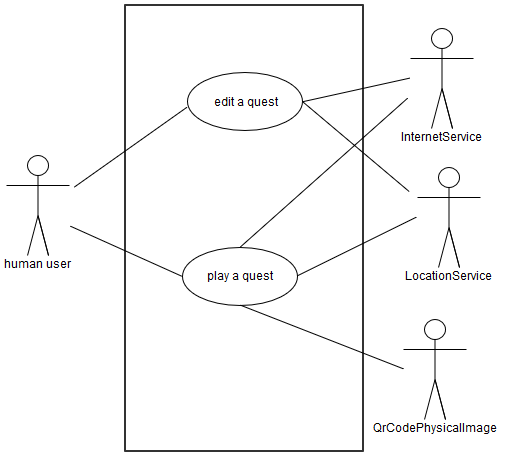 edit a quest
InternetService
human user
play a quest
LocationService
QrCodePhysicalImage